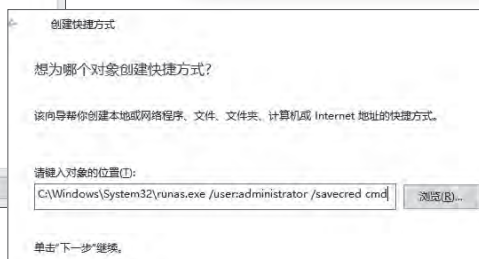 创建快捷方式
想为哪个对象创建快捷方式?
该向导帮你创建本地或网络程序、文件、文件夹、计算机或 Internet 地址的快捷方式。
请键入对象的位置(T):
C:\Windows\System32\runas.exe /user:administrator /savecred cmd
浏览(R)...
单击"下一步"继续。